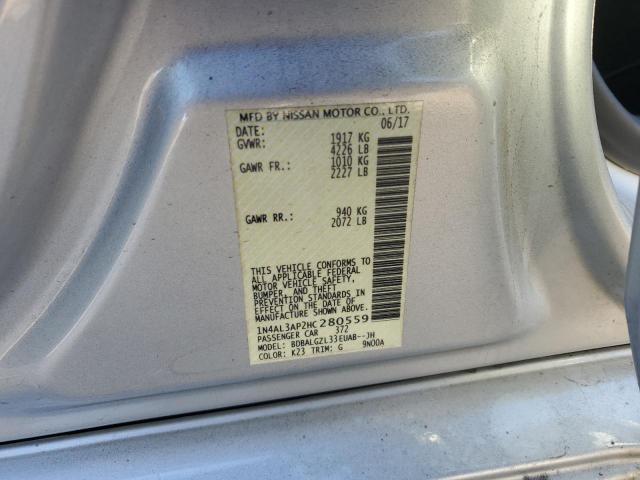 MFD BY NISSAN MOTOR CO., LTD.
DATE: 06/17
GVWR: 1917 KG
4226 LB
GAWR FR.: 1010 KG
2227 LB
GAWR RR.: 940 KG
2072 LB
THIS VEHICLE CONFORMS TO
ALL APPLICABLE FEDERAL
MOTOR VEHICLE SAFETY,
BUMPER, AND THEFT
PREVENTION STANDARDS IN
EFFECT ON THE DATE OF
MANUFACTURE SHOWN ABOVE.
1N4AL3AP2HC280559
PASSENGER CAR 372
MODEL: BDBALGZL33EUAB--JH
COLOR: K23 TRIM: G 9N00A